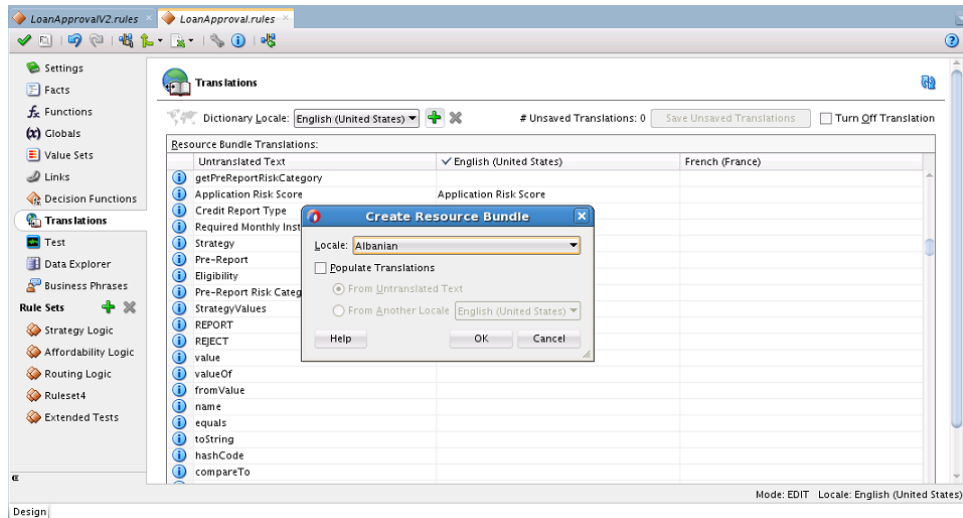 LoanApprovalV2.rules
LoanApproval.rules
Settings
Facts
Functions
Globals
Value Sets
Links
Decision Functions
Translations
Test
Data Explorer
Business Phrases
Rule Sets
Strategy Logic
Affordability Logic
Routing Logic
Ruleset4
Extended Tests
Translations
Dictionary Locale: English (United States) # Unsaved Translations: 0 Save Unsaved Translations Turn Off Translation
Resource Bundle Translations:
Untranslated Text English (United States) French (France)
getPreReportRiskCategory
Application Risk Score Application Risk Score
Credit Report Type
Required Monthly Inst
Strategy
Pre-Report
Eligibility
Pre-Report Risk Categ
StrategyValues
REPORT
REJECT
value
valueOf
fromValue
name
equals
toString
hashCode
compareTo
Create Resource Bundle
Locale: Albanian
Populate Translations
From Untranslated Text
From Another Locale English (United States)
Help OK Cancel
Mode: EDIT Locale: English (United States)
Design